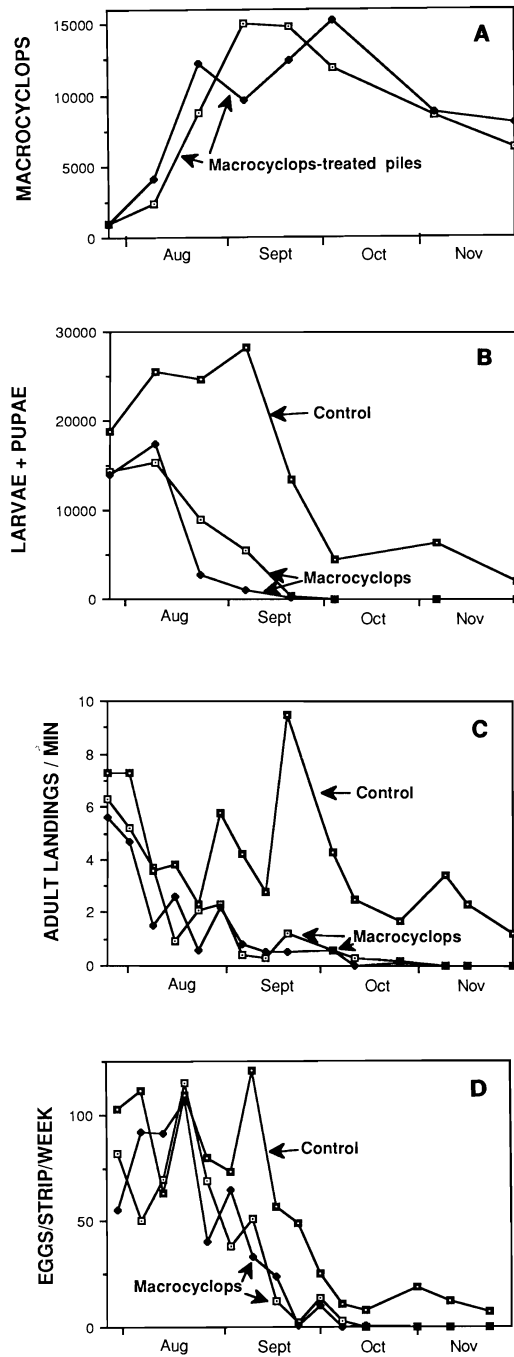 A
MACROCYCLOPS
15000
10000
5000
0
Macrocyclops-treated piles
Aug Sept Oct Nov
B
LARVAE + PUPAE
30000
20000
10000
0
Control
Macrocyclops
Aug Sept Oct Nov
C
ADULT LANDINGS / MIN
10
8
6
4
2
0
Control
Macrocyclops
Aug Sept Oct Nov
D
EGGS/STRIP/WEEK
100
50
0
Control
Macrocyclops
Aug Sept Oct Nov